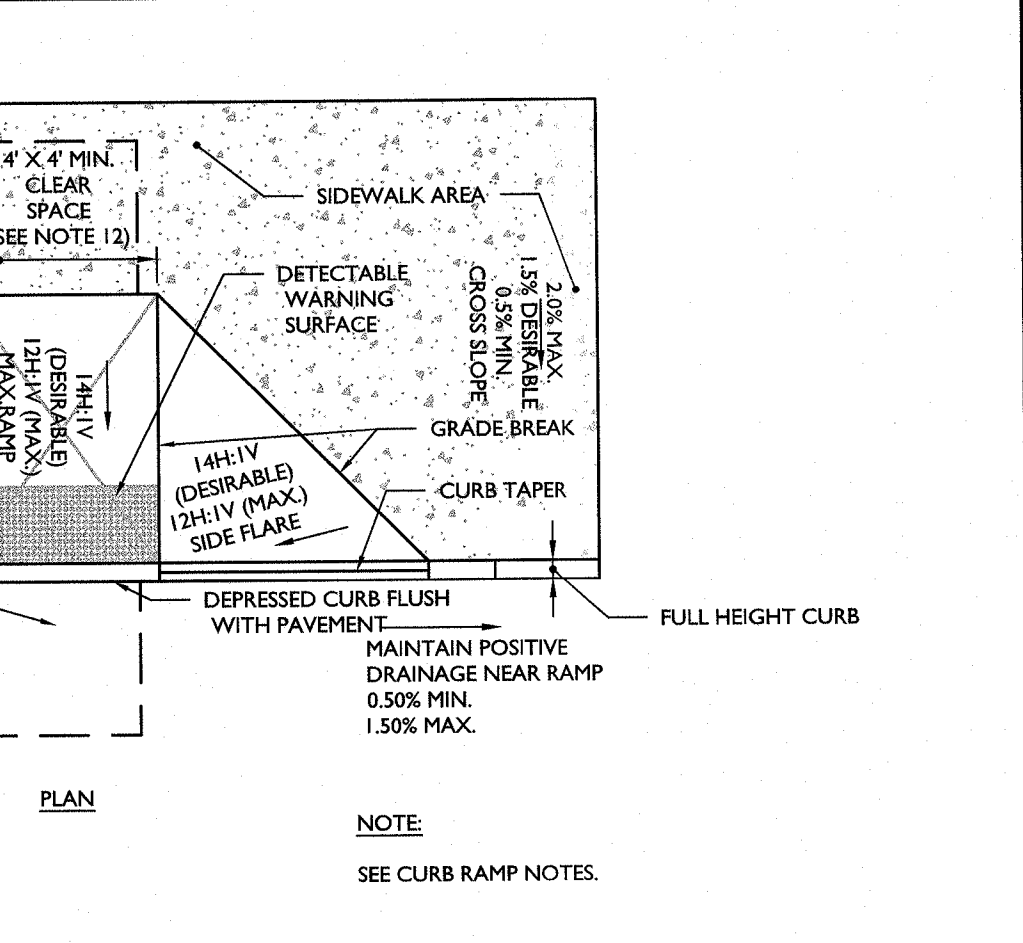 4' X 4' MIN.
CLEAR
SPACE
SEE NOTE 12)
SIDEWALK AREA
DETECTABLE
WARNING
SURFACE
2.0% MAX.
1.5% DESIRABLE
0.5% MIN.
CROSS SLOPE
14H:1V
(DESIRABLE)
12H:1V (MAX.)
MAX.RAMP
GRADE BREAK
14H:1V
(DESIRABLE)
12H:1V (MAX.)
SIDE FLARE
CURB TAPER
DEPRESSED CURB FLUSH
WITH PAVEMENT
FULL HEIGHT CURB
MAINTAIN POSITIVE
DRAINAGE NEAR RAMP
0.50% MIN.
1.50% MAX.
PLAN
NOTE:
SEE CURB RAMP NOTES.